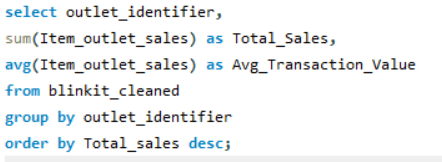 select outlet_identifier,
sum(Item_outlet_sales) as Total_Sales,
avg(Item_outlet_sales) as Avg_Transaction_Value
from blinkit_cleaned
group by outlet_identifier
order by Total_sales desc;